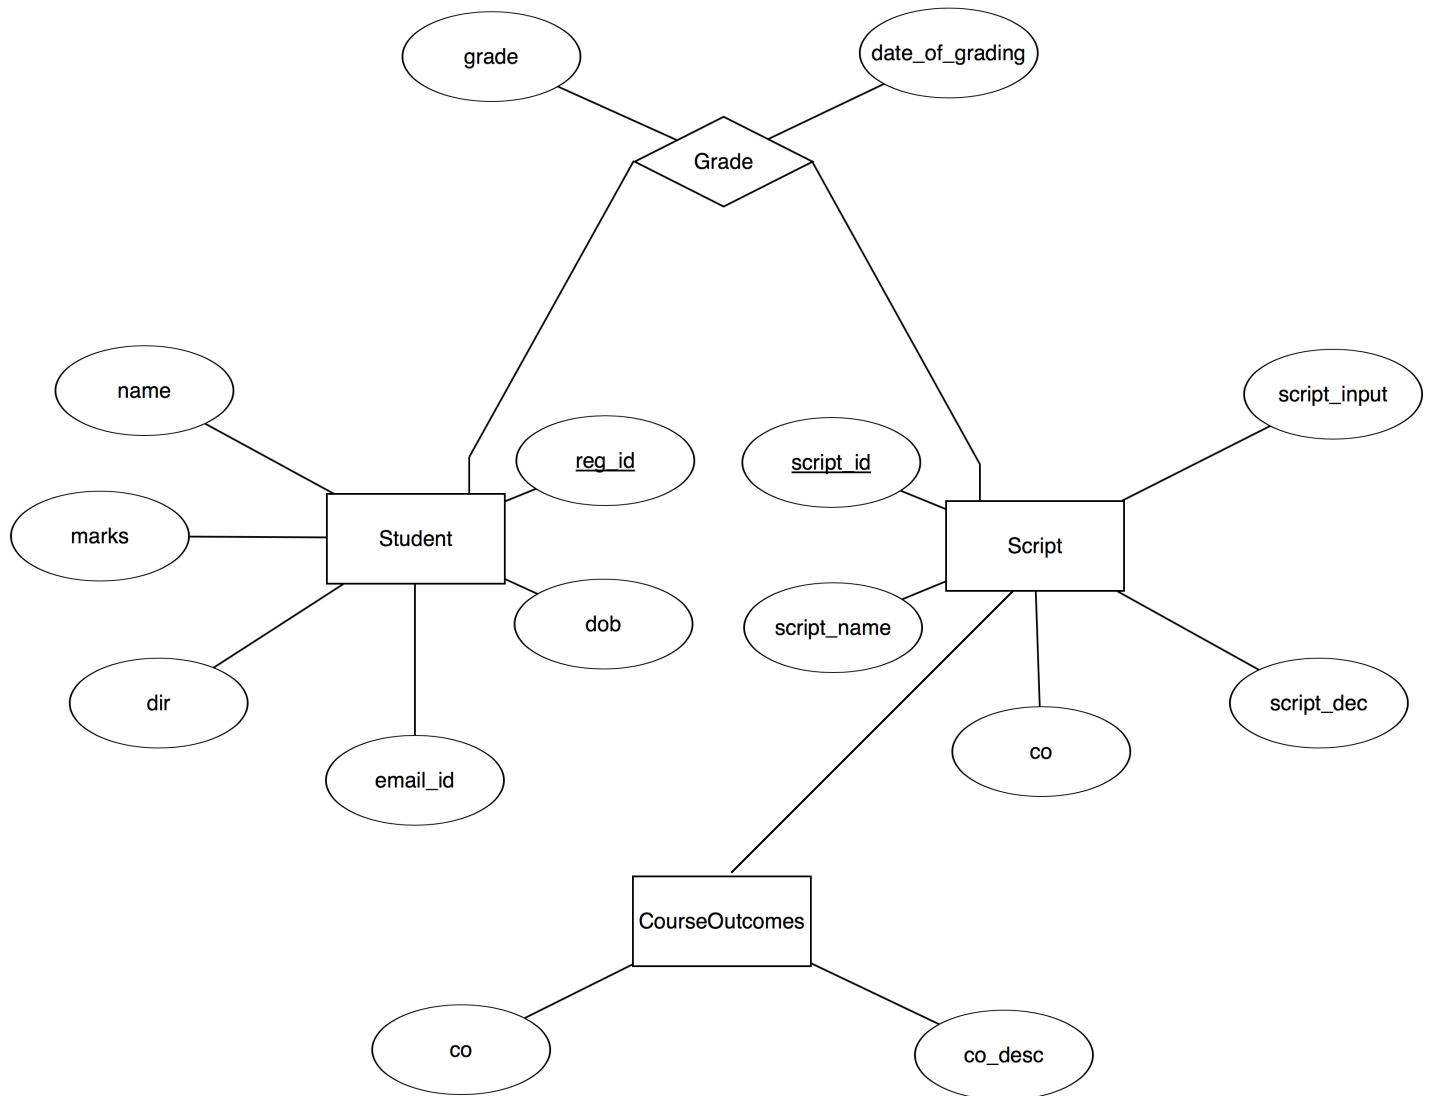 grade
date_of_grading
Grade
name
script_input
reg_id
script_id
marks
Student
Script
dob
script_name
dir
script_dec
co
email_id
CourseOutcomes
co
co_desc